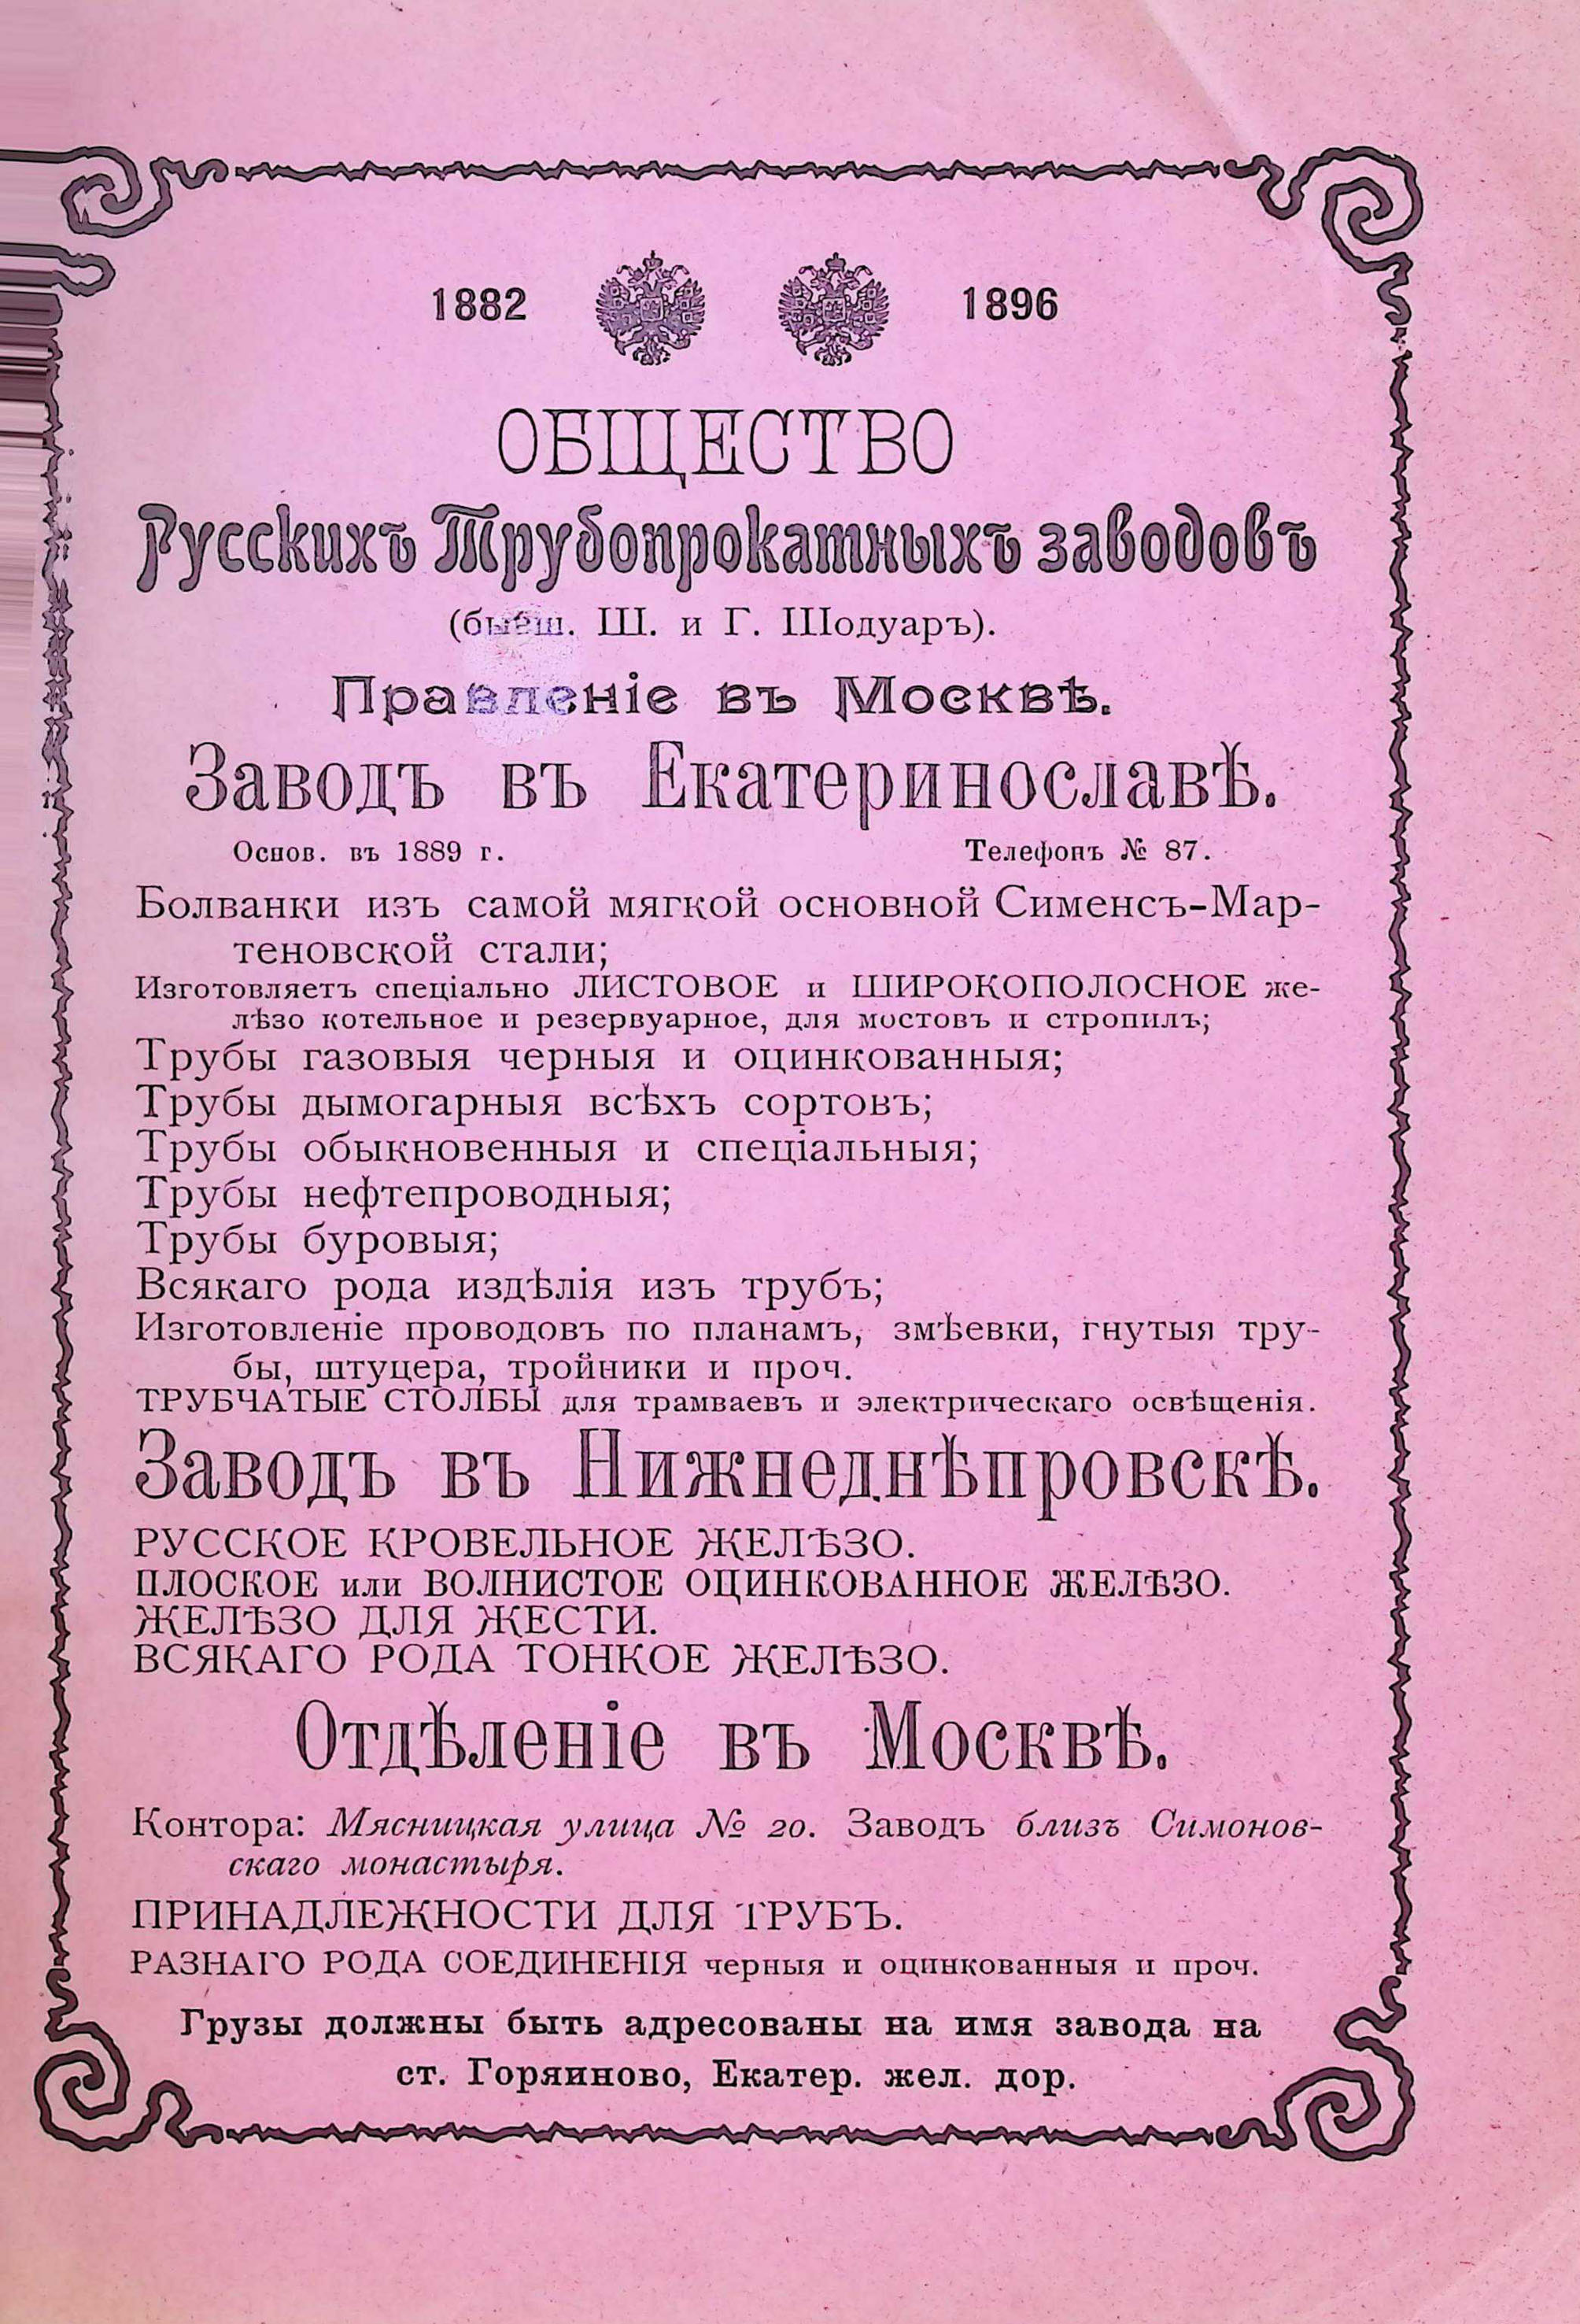 1882 1896
ОБЩЕСТВО
Русскихъ Трубопрокатныхъ заводовъ
(бывш. Ш. и Г. Шодуаръ).
Правленіе въ Москвѣ.
Заводъ въ Екатеринославѣ.
Основ. въ 1889 г. Телефонъ № 87.
Болванки изъ самой мягкой основной Сименсъ-Мар-
теновской стали;
Изготовляетъ спеціально ЛИСТОВОЕ и ШИРОКОПОЛОСНОЕ же-
лѣзо котельное и резервуарное, для мостовъ и стропилъ;
Трубы газовыя черныя и оцинкованныя;
Трубы дымогарныя всѣхъ сортовъ;
Трубы обыкновенныя и спеціальныя;
Трубы нефтепроводныя;
Трубы буровыя;
Всякаго рода издѣлія изъ трубъ;
Изготовленіе проводовъ по планамъ, змѣевки, гнутыя тру-
бы, штуцера, тройники и проч.
ТРУБЧАТЫЕ СТОЛБЫ для трамваевъ и электрическаго освѣщенія.
Заводъ въ Нижнеднѣпровскѣ.
РУССКОЕ КРОВЕЛЬНОЕ ЖЕЛѢЗО.
ПЛОСКОЕ или ВОЛНИСТОЕ ОЦИНКОВАННОЕ ЖЕЛѢЗО.
ЖЕЛѢЗО ДЛЯ ЖЕСТИ.
ВСЯКАГО РОДА ТОНКОЕ ЖЕЛѢЗО.
Отдѣленіе въ Москвѣ.
Контора: Мясницкая улица № 20. Заводъ близъ Симонов-
скаго монастыря.
ПРИНАДЛЕЖНОСТИ ДЛЯ ТРУБЪ.
РАЗНАГО РОДА СОЕДИНЕНІЯ черныя и оцинкованныя и проч.
Грузы должны быть адресованы на имя завода на
ст. Горяиново, Екатер. жел. дор.